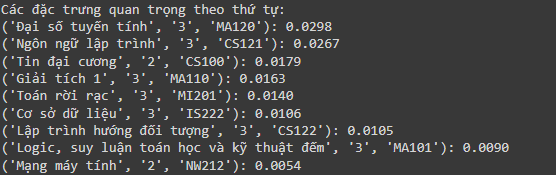 Các đặc trưng quan trọng theo thứ tự:
('Đại số tuyến tính', '3', 'MA120'): 0.0298
('Ngôn ngữ lập trình', '3', 'CS121'): 0.0267
('Tin đại cương', '2', 'CS100'): 0.0179
('Giải tích 1', '3', 'MA110'): 0.0163
('Toán rời rạc', '3', 'MI201'): 0.0140
('Cơ sở dữ liệu', '3', 'IS222'): 0.0106
('Lập trình hướng đối tượng', '3', 'CS122'): 0.0105
('Logic, suy luận toán học và kỹ thuật đếm', '3', 'MA101'): 0.0090
('Mạng máy tính', '2', 'NW212'): 0.0054